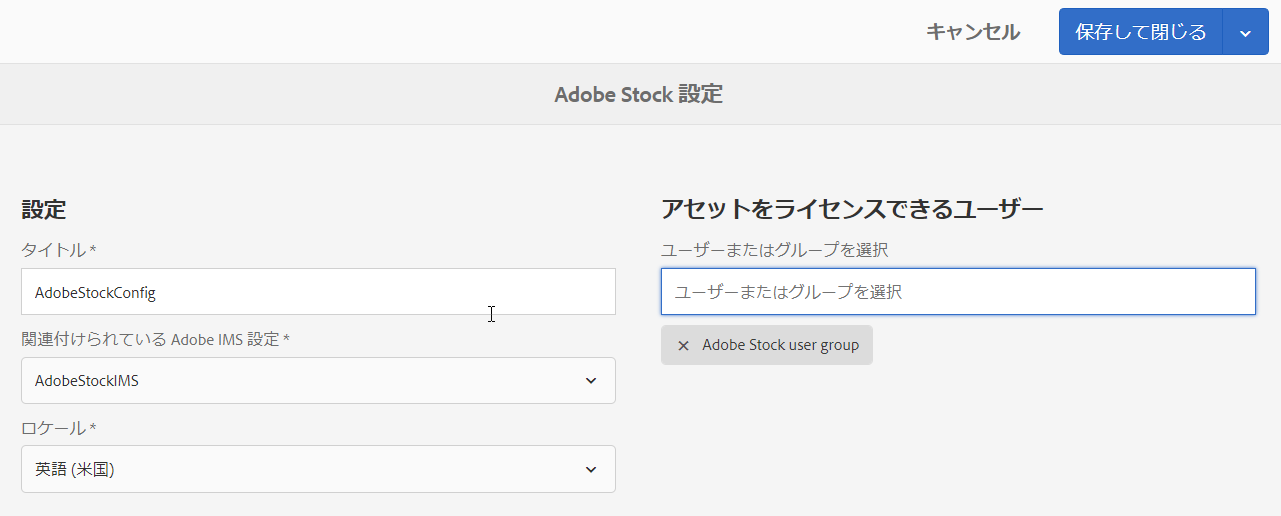 キャンセル
保存して閉じる
Adobe Stock 設定
設定
タイトル *
AdobeStockConfig
関連付けられている Adobe IMS 設定 *
AdobeStockIMS
ロケール *
英語 (米国)
アセットをライセンスできるユーザー
ユーザーまたはグループを選択
ユーザーまたはグループを選択
× Adobe Stock user group